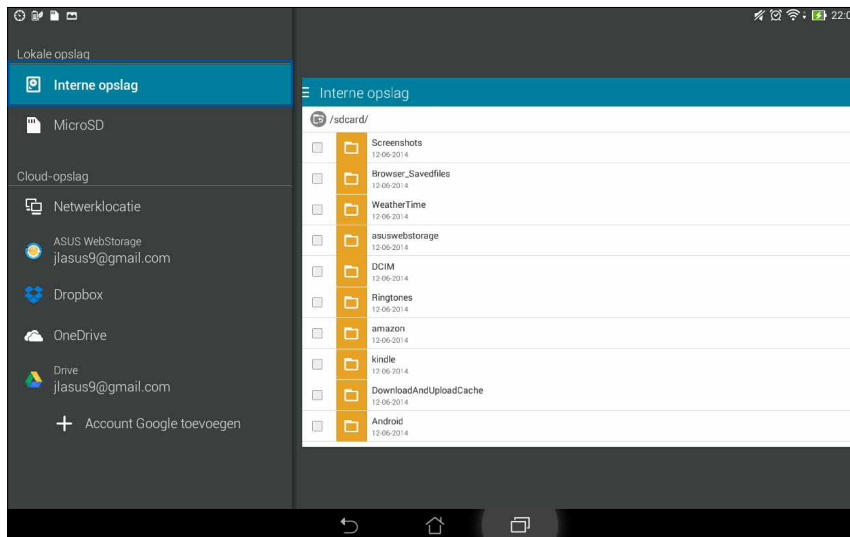 22:0
Lokale opslag
Interne opslag
MicroSD
Cloud-opslag
Netwerklocatie
ASUS WebStorage
jlasus9@gmail.com
Dropbox
OneDrive
Drive
jlasus9@gmail.com
Account Google toevoegen
Interne opslag
/sdcard/
Screenshots
12-06-2014
Browser_Savedfiles
12-06-2014
WeatherTime
12-06-2014
asuswebstorage
12-06-2014
DCIM
12-06-2014
Ringtones
12-06-2014
amazon
12-06-2014
kindle
12-06-2014
DownloadAndUploadCache
12-06-2014
Android
12-06-2014